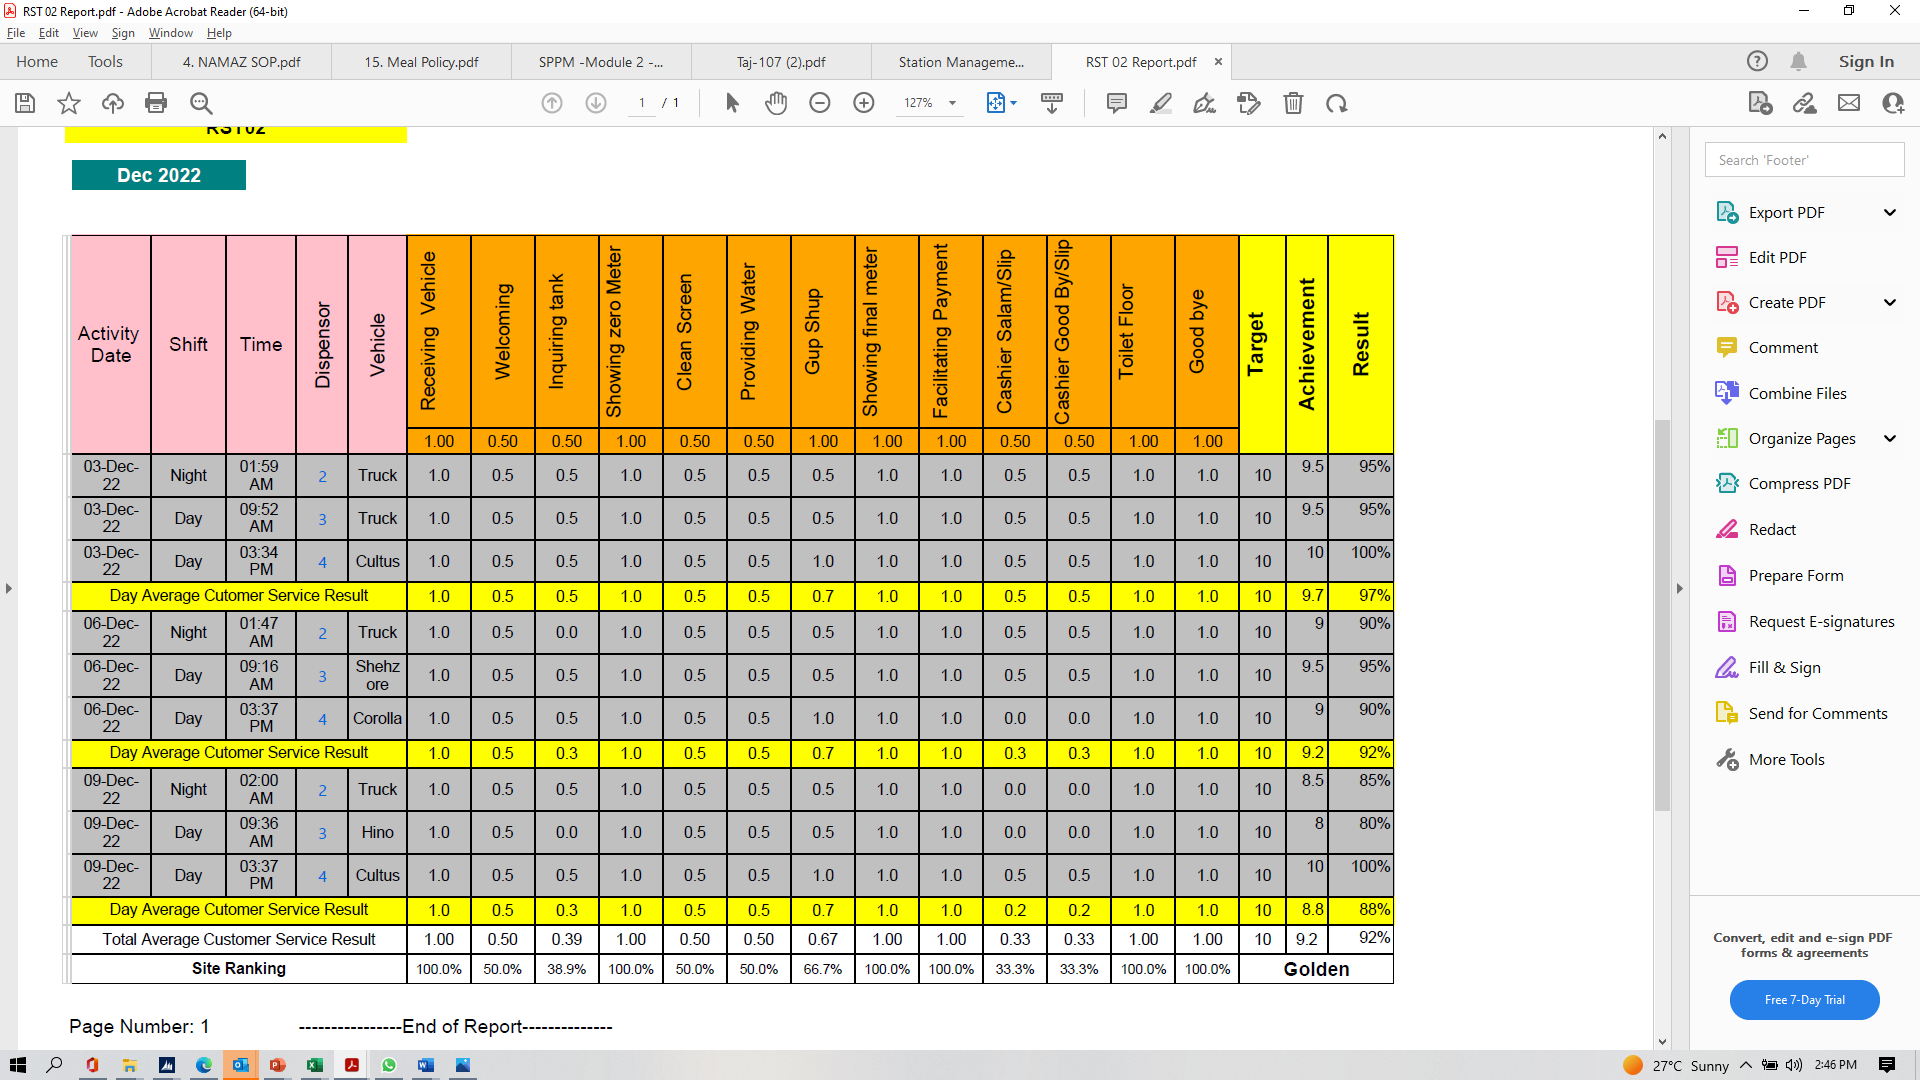 RST 02 Report.pdf - Adobe Acrobat Reader (64-bit)
File Edit View Sign Window Help
Home Tools 4. NAMAZ SOP.pdf 15. Meal Policy.pdf SPPM -Module 2 -... Taj-107 (2).pdf Station Manageme... RST 02 Report.pdf × Sign In
1 / 1 127%
RST02
Dec 2022
Activity Date Shift Time Dispensor Vehicle Receiving Vehicle Welcoming Inquiring tank Showing zero Meter Clean Screen Providing Water Gup Shup Showing final meter Facilitating Payment Cashier Salam/Slip Cashier Good By/Slip Toilet Floor Good bye Target Achievement Result
1.00 0.50 0.50 1.00 0.50 0.50 1.00 1.00 1.00 0.50 0.50 1.00 1.00
03-Dec-22 Night 01:59 AM 2 Truck 1.0 0.5 0.5 1.0 0.5 0.5 0.5 1.0 1.0 0.5 0.5 1.0 1.0 10 9.5 95%
03-Dec-22 Day 09:52 AM 3 Truck 1.0 0.5 0.5 1.0 0.5 0.5 0.5 1.0 1.0 0.5 0.5 1.0 1.0 10 9.5 95%
03-Dec-22 Day 03:34 PM 4 Cultus 1.0 0.5 0.5 1.0 0.5 0.5 1.0 1.0 1.0 0.5 0.5 1.0 1.0 10 10 100%
Day Average Cutomer Service Result 1.0 0.5 0.5 1.0 0.5 0.5 0.7 1.0 1.0 0.5 0.5 1.0 1.0 10 9.7 97%
06-Dec-22 Night 01:47 AM 2 Truck 1.0 0.5 0.0 1.0 0.5 0.5 0.5 1.0 1.0 0.5 0.5 1.0 1.0 10 9 90%
06-Dec-22 Day 09:16 AM 3 Shehzore 1.0 0.5 0.5 1.0 0.5 0.5 0.5 1.0 1.0 0.5 0.5 1.0 1.0 10 9.5 95%
06-Dec-22 Day 03:37 PM 4 Corolla 1.0 0.5 0.5 1.0 0.5 0.5 1.0 1.0 1.0 0.0 0.0 1.0 1.0 10 9 90%
Day Average Cutomer Service Result 1.0 0.5 0.3 1.0 0.5 0.5 0.7 1.0 1.0 0.3 0.3 1.0 1.0 10 9.2 92%
09-Dec-22 Night 02:00 AM 2 Truck 1.0 0.5 0.5 1.0 0.5 0.5 0.5 1.0 1.0 0.0 0.0 1.0 1.0 10 8.5 85%
09-Dec-22 Day 09:36 AM 3 Hino 1.0 0.5 0.0 1.0 0.5 0.5 0.5 1.0 1.0 0.0 0.0 1.0 1.0 10 8 80%
09-Dec-22 Day 03:37 PM 4 Cultus 1.0 0.5 0.5 1.0 0.5 0.5 1.0 1.0 1.0 0.5 0.5 1.0 1.0 10 10 100%
Day Average Cutomer Service Result 1.0 0.5 0.3 1.0 0.5 0.5 0.7 1.0 1.0 0.2 0.2 1.0 1.0 10 8.8 88%
Total Average Customer Service Result 1.00 0.50 0.39 1.00 0.50 0.50 0.67 1.00 1.00 0.33 0.33 1.00 1.00 10 9.2 92%
Site Ranking 100.0% 50.0% 38.9% 100.0% 50.0% 50.0% 66.7% 100.0% 100.0% 33.3% 33.3% 100.0% 100.0% Golden
Page Number: 1 ----------------End of Report--------------
Search 'Footer'
Export PDF
Edit PDF
Create PDF
Comment
Combine Files
Organize Pages
Compress PDF
Redact
Prepare Form
Request E-signatures
Fill & Sign
Send for Comments
More Tools
Convert, edit and e-sign PDF
forms & agreements
Free 7-Day Trial
27°C Sunny 2:46 PM